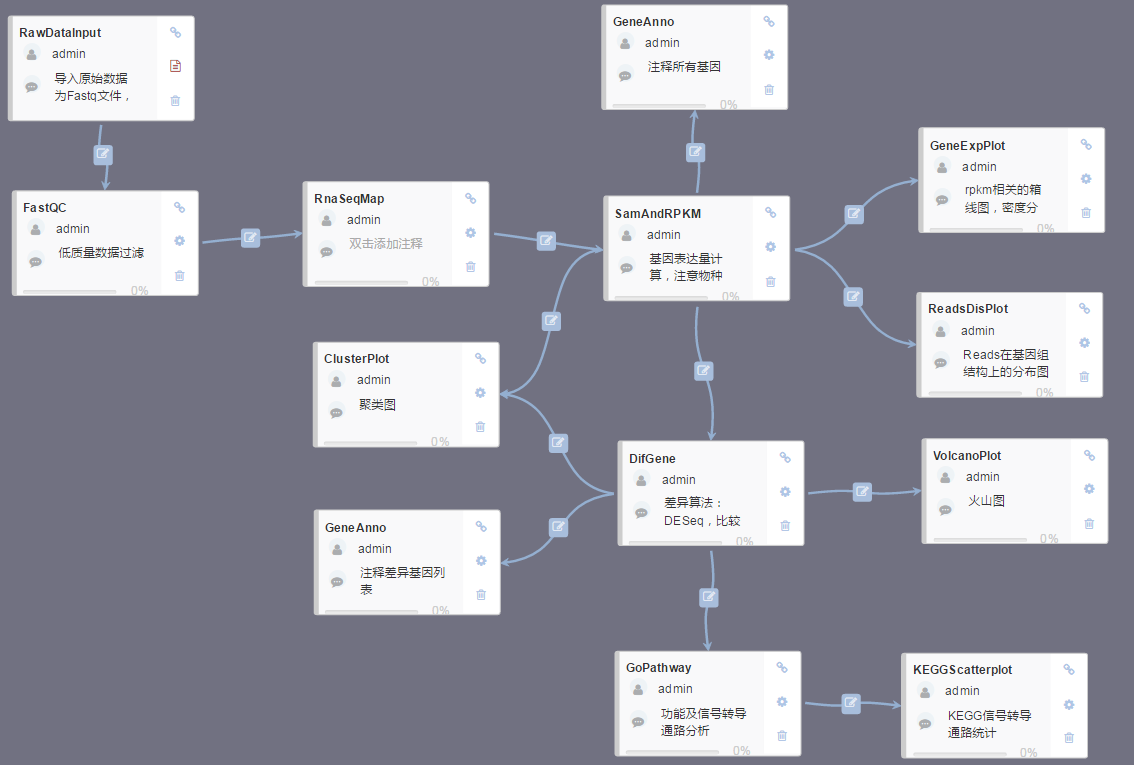 RawDataInput
admin
导入原始数据
为Fastq文件，
GeneAnno
admin
注释所有基因
0%
GeneExpPlot
admin
rpkm相关的箱
线图，密度分
0%
FastQC
admin
低质量数据过滤
0%
RnaSeqMap
admin
双击添加注释
0%
SamAndRPKM
admin
基因表达量计
算，注意物种
0%
ReadsDisPlot
admin
Reads在基因组
结构上的分布图
0%
ClusterPlot
admin
聚类图
0%
DifGene
admin
差异算法：
DESeq，比较
0%
VolcanoPlot
admin
火山图
0%
GeneAnno
admin
注释差异基因列
表
0%
GoPathway
admin
功能及信号转导
通路分析
0%
KEGGScatterplot
admin
KEGG信号转导
通路统计
0%